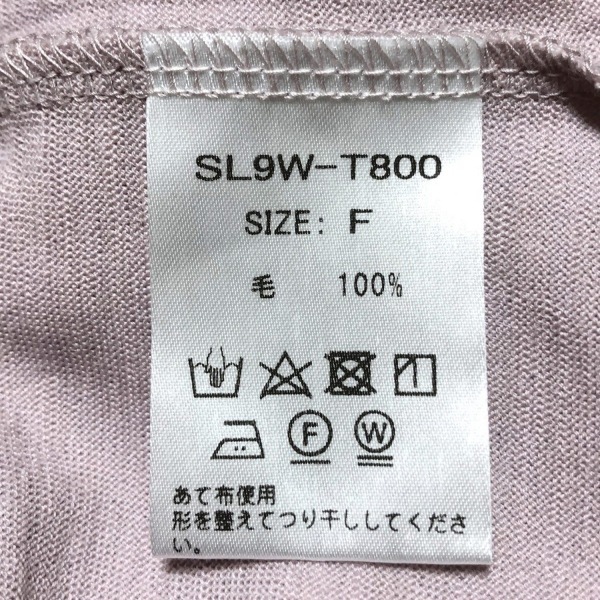 SL9W-T800
SIZE: F
毛 100%
F W
あて布使用
形を整えてつり干ししてくださ
い。